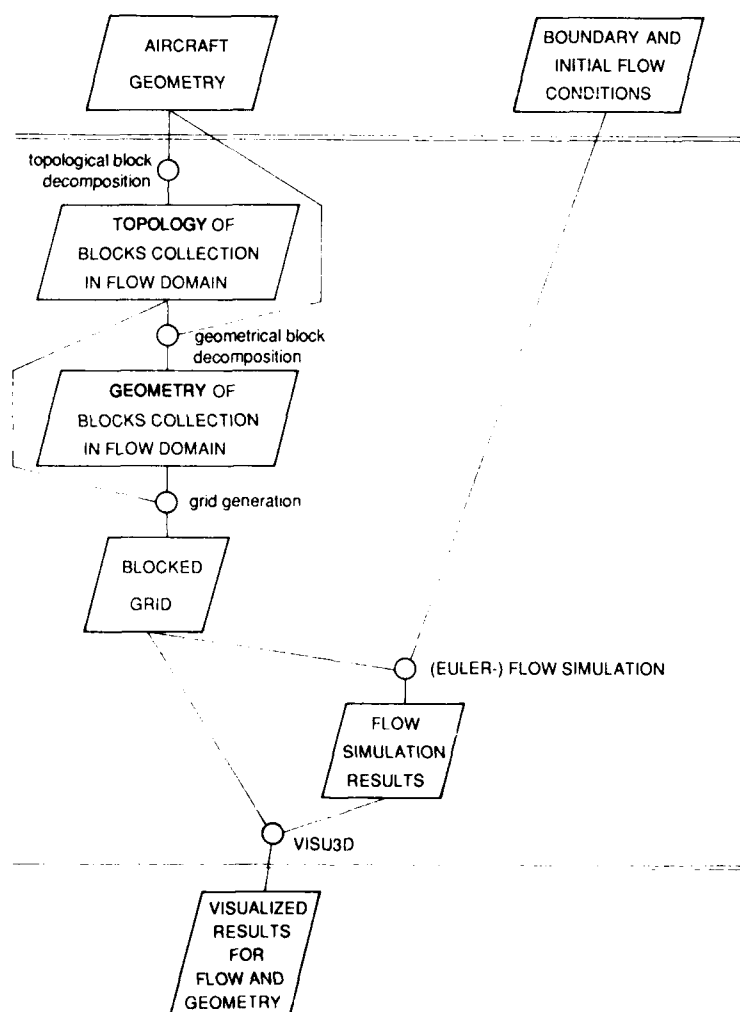 AIRCRAFT
GEOMETRY
BOUNDARY AND
INITIAL FLOW
CONDITIONS
topological block
decomposition
TOPOLOGY OF
BLOCKS COLLECTION
IN FLOW DOMAIN
geometrical block
decomposition
GEOMETRY OF
BLOCKS COLLECTION
IN FLOW DOMAIN
grid generation
BLOCKED
GRID
(EULER-) FLOW SIMULATION
FLOW
SIMULATION
RESULTS
VISU3D
VISUALIZED
RESULTS
FOR
FLOW AND
GEOMETRY